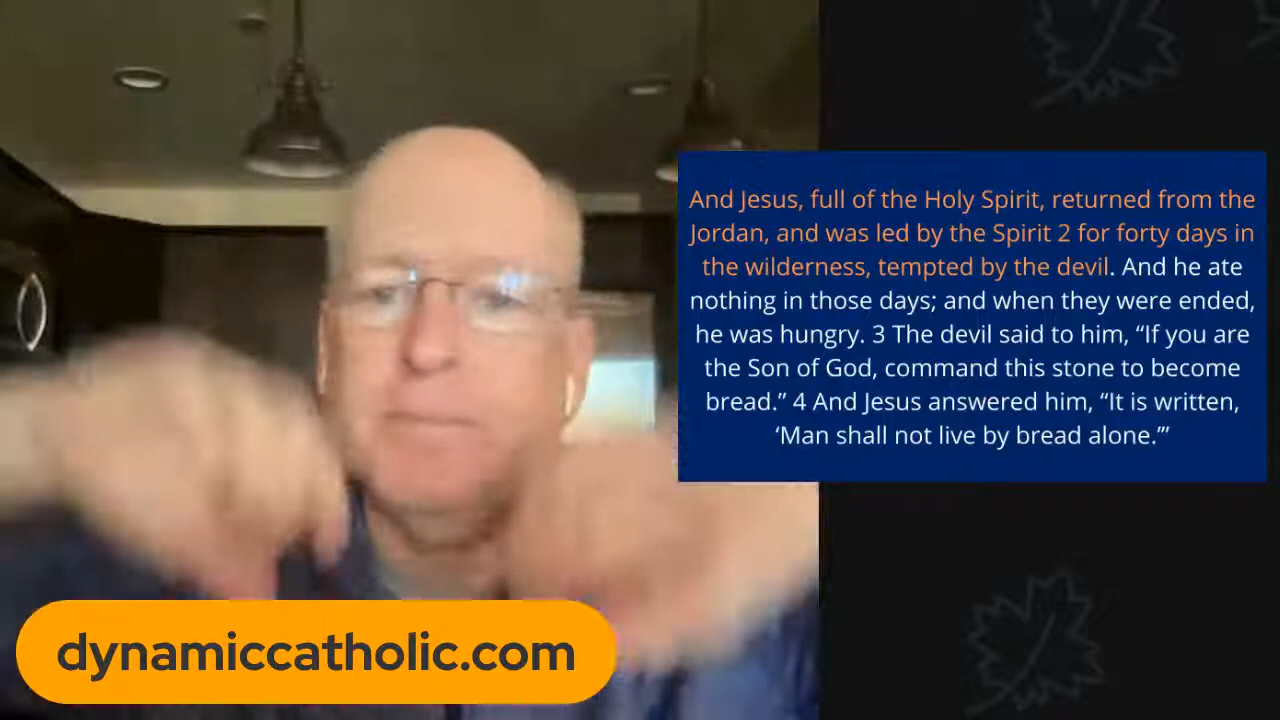 And Jesus, full of the Holy Spirit, returned from the
Jordan, and was led by the Spirit 2 for forty days in
the wilderness, tempted by the devil. And he ate
nothing in those days; and when they were ended,
he was hungry. 3 The devil said to him, “If you are
the Son of God, command this stone to become
bread.” 4 And Jesus answered him, “It is written,
‘Man shall not live by bread alone.’”
dynamiccatholic.com